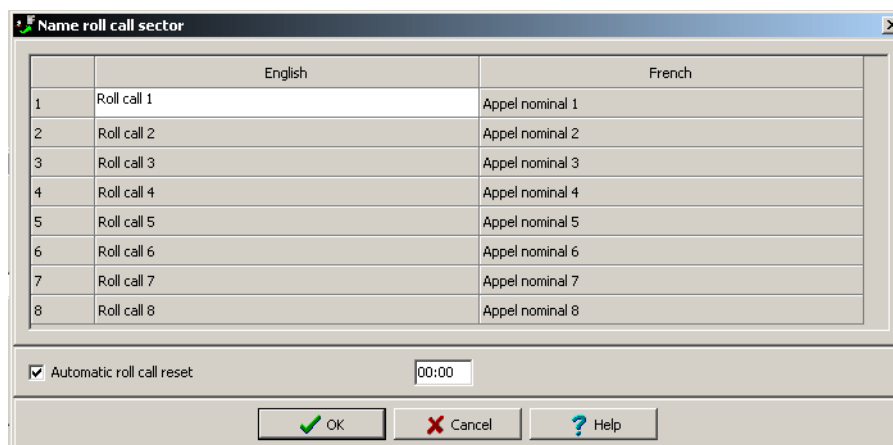 Name roll call sector
English French
1 Roll call 1 Appel nominal 1
2 Roll call 2 Appel nominal 2
3 Roll call 3 Appel nominal 3
4 Roll call 4 Appel nominal 4
5 Roll call 5 Appel nominal 5
6 Roll call 6 Appel nominal 6
7 Roll call 7 Appel nominal 7
8 Roll call 8 Appel nominal 8
Automatic roll call reset 00:00
OK Cancel ? Help